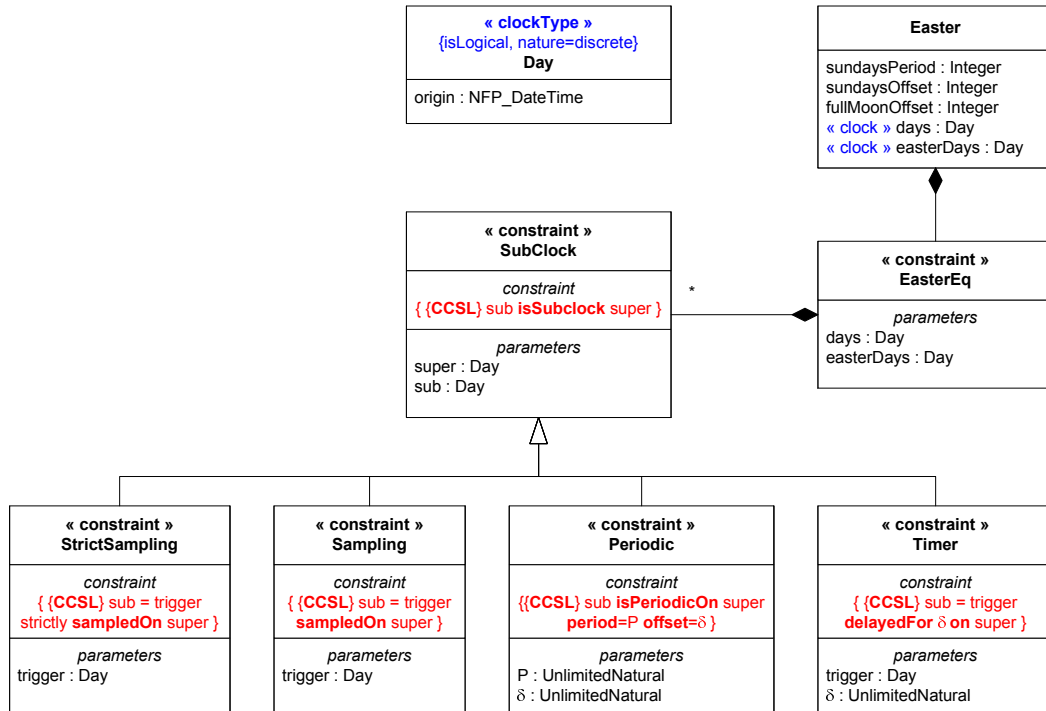 « clockType »
{isLogical, nature=discrete}
Day
origin : NFP_DateTime
Easter
sundaysPeriod : Integer
sundaysOffset : Integer
fullMoonOffset : Integer
« clock » days : Day
« clock » easterDays : Day
« constraint »
SubClock
constraint
{ {CCSL} sub isSubclock super }
parameters
super : Day
sub : Day
*
« constraint »
EasterEq
parameters
days : Day
easterDays : Day
« constraint »
StrictSampling
constraint
{ {CCSL} sub = trigger
strictly sampledOn super }
parameters
trigger : Day
« constraint »
Sampling
constraint
{ {CCSL} sub = trigger
sampledOn super }
parameters
trigger : Day
« constraint »
Periodic
constraint
{{CCSL} sub isPeriodicOn super
period=P offset=δ }
parameters
P : UnlimitedNatural
δ : UnlimitedNatural
« constraint »
Timer
constraint
{ {CCSL} sub = trigger
delayedFor δ on super }
parameters
trigger : Day
δ : UnlimitedNatural